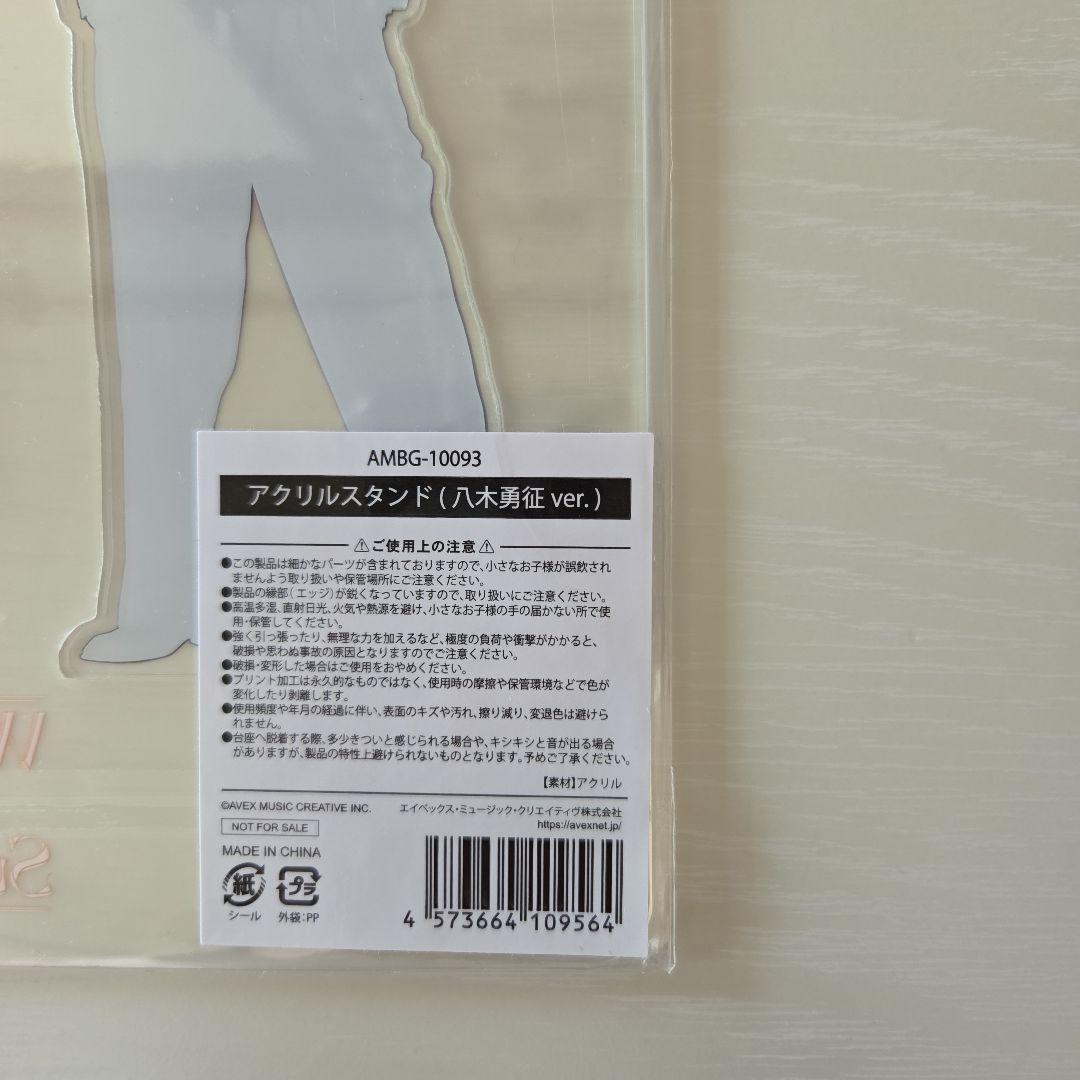 AMBG-10093
アクリルスタンド ( 八木勇征 ver. )
⚠ご使用上の注意⚠
●この製品は細かなパーツが含まれておりますので、小さなお子様が誤飲され
ませんよう取り扱いや保管場所にご注意ください。
●製品の縁部(エッジ)が鋭くなっていますので、取り扱いにご注意ください。
●高温多湿、直射日光、火気や熱源を避け、小さなお子様の手の届かない所で使
用・保管してください。
●強く引っ張ったり、無理な力を加えるなど、極度の負荷や衝撃がかかると、
破損や思わぬ事故の原因となりますのでご注意ください。
●破損・変形した場合はご使用をおやめください。
●プリント加工は永久的なものではなく、使用時の摩擦や保管環境などで色が
変化したり剥離します。
●使用頻度や年月の経過に伴い、表面のキズや汚れ、擦り減り、変退色は避けら
れません。
●台座へ脱着する際、多少きついと感じられる場合や、キシキシと音が出る場合
がありますが、製品の特性上避けられないものとなります。予めご了承ください。
【素材】アクリル
©AVEX MUSIC CREATIVE INC. エイベックス・ミュージック・クリエイティヴ株式会社
NOT FOR SALE https://avexnet.jp/
MADE IN CHINA
紙 プラ
シール 外袋:PP
4 573664 109564